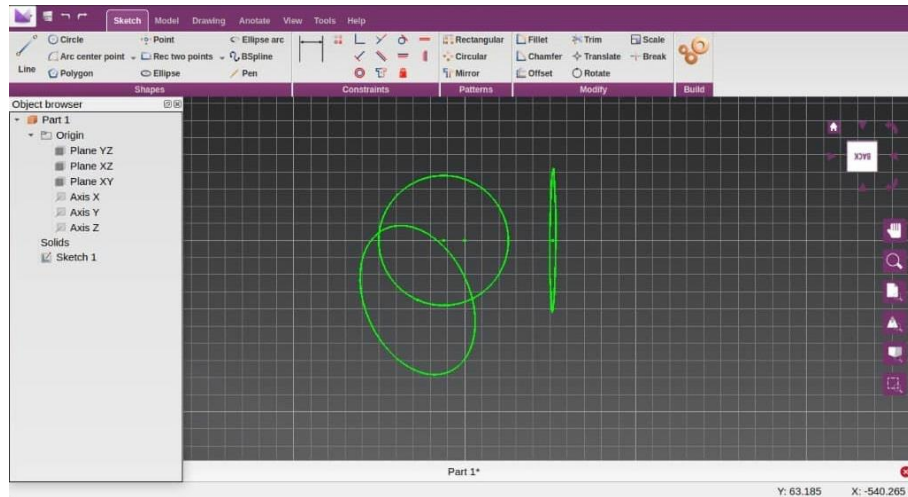 Sketch Model Drawing Anotate View Tools Help
Circle Point Ellipse arc Rectangular Fillet Trim Scale
Arc center point Rec two points BSpline Circular Chamfer Translate Break
Line Polygon Ellipse Pen Mirror Offset Rotate
Shapes Constraints Patterns Modify Build
Object browser
Part 1
Origin
Plane YZ
Plane XZ
Plane XY
Axis X
Axis Y
Axis Z
Solids
Sketch 1
BACK
Part 1*
Y: 63.185 X: -540.265